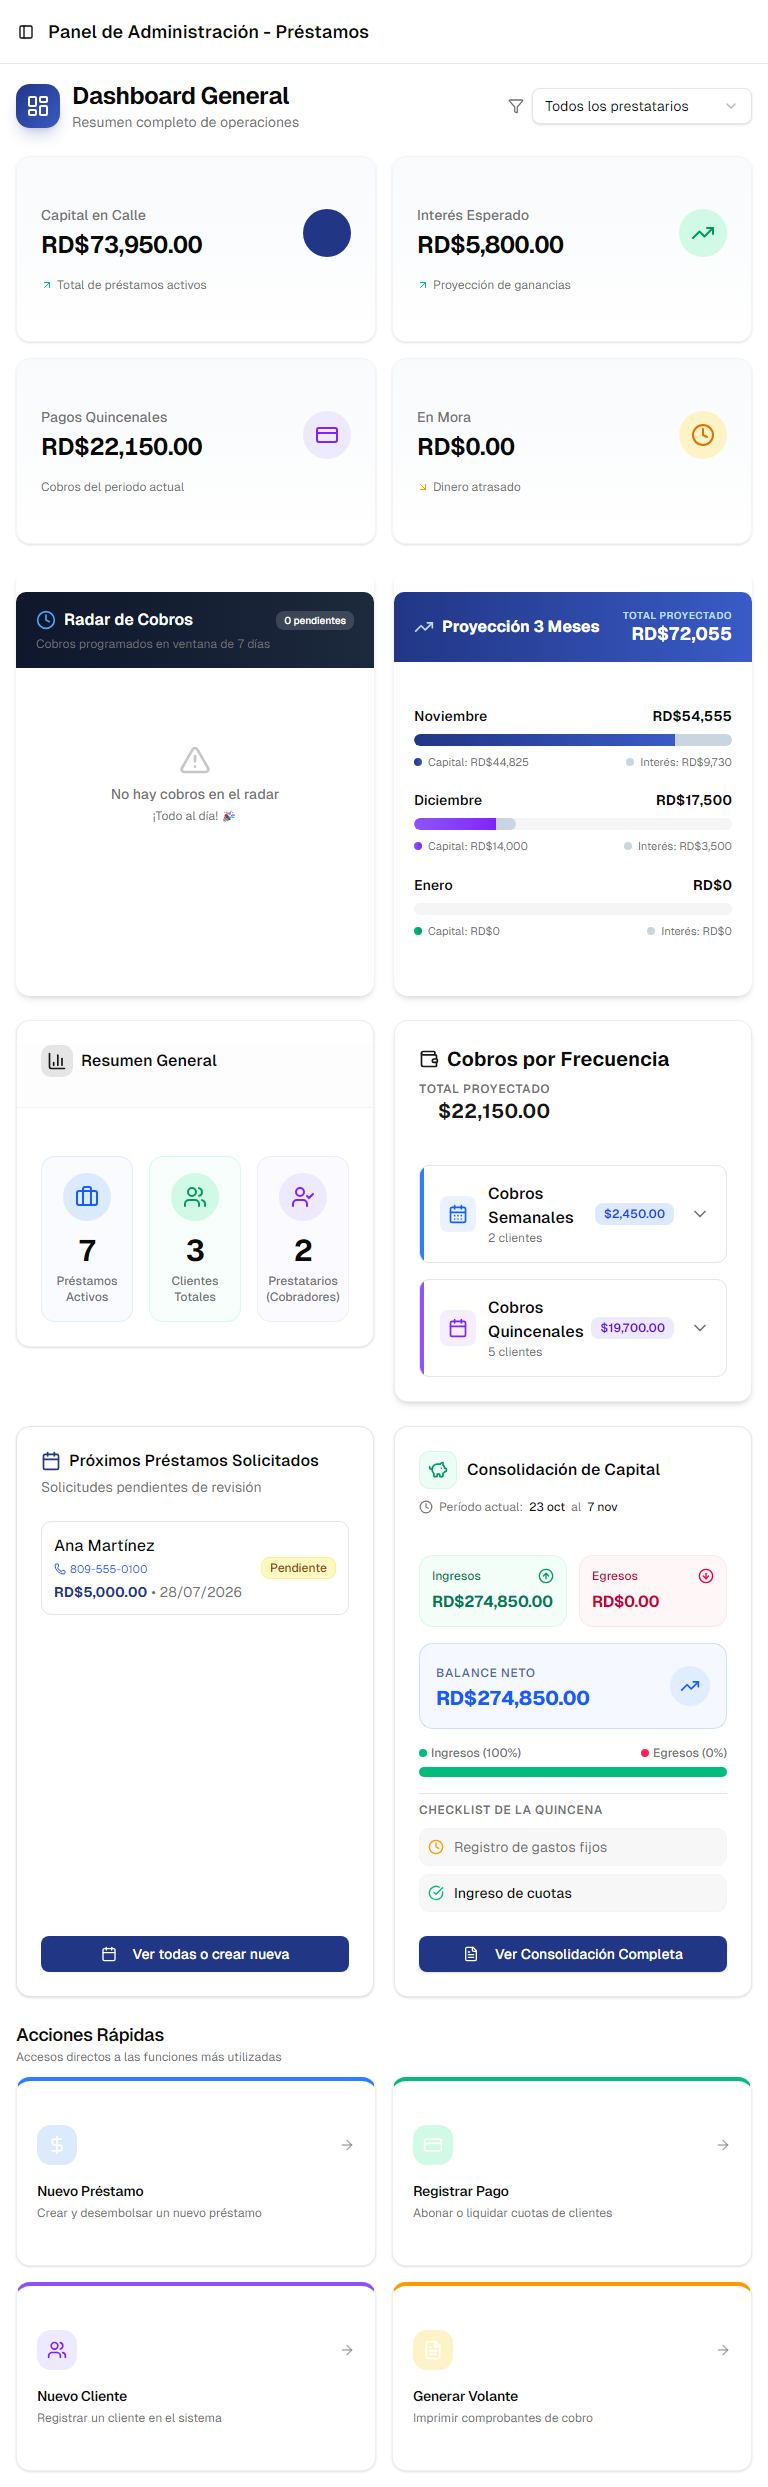 Panel de Administración - Préstamos
Dashboard General
Resumen completo de operaciones
Todos los prestatarios
Capital en Calle
RD$73,950.00
Total de préstamos activos
Interés Esperado
RD$5,800.00
Proyección de ganancias
Pagos Quincenales
RD$22,150.00
Cobros del periodo actual
En Mora
RD$0.00
Dinero atrasado
Radar de Cobros
0 pendientes
Cobros programados en ventana de 7 días
No hay cobros en el radar
¡Todo al día! 🎉
Proyección 3 Meses
TOTAL PROYECTADO
RD$72,055
Noviembre
RD$54,555
Capital: RD$44,825
Interés: RD$9,730
Diciembre
RD$17,500
Capital: RD$14,000
Interés: RD$3,500
Enero
RD$0
Capital: RD$0
Interés: RD$0
Resumen General
7
Préstamos
Activos
3
Clientes
Totales
2
Prestatarios
(Cobradores)
Cobros por Frecuencia
TOTAL PROYECTADO
$22,150.00
Cobros
Semanales
2 clientes
$2,450.00
Cobros
Quincenales
5 clientes
$19,700.00
Próximos Préstamos Solicitados
Solicitudes pendientes de revisión
Ana Martínez
809-555-0100
RD$5,000.00 • 28/07/2026
Pendiente
Ver todas o crear nueva
Consolidación de Capital
Período actual: 23 oct al 7 nov
Ingresos
RD$274,850.00
Egresos
RD$0.00
BALANCE NETO
RD$274,850.00
Ingresos (100%)
Egresos (0%)
CHECKLIST DE LA QUINCENA
Registro de gastos fijos
Ingreso de cuotas
Ver Consolidación Completa
Acciones Rápidas
Accesos directos a las funciones más utilizadas
Nuevo Préstamo
Crear y desembolsar un nuevo préstamo
Registrar Pago
Abonar o liquidar cuotas de clientes
Nuevo Cliente
Registrar un cliente en el sistema
Generar Volante
Imprimir comprobantes de cobro